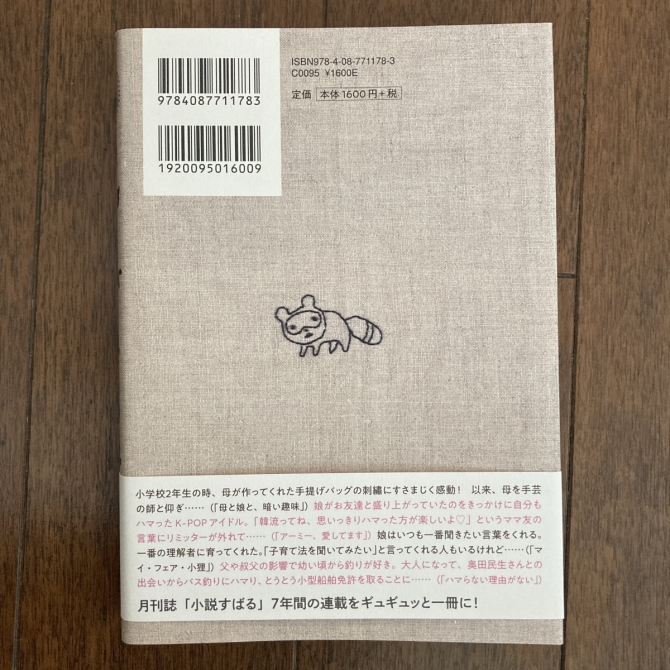 ISBN978-4-08-771178-3
C0095 ¥1600E
定価 本体1600円+税
9784087711783
1920095016009
小学校2年生の時、母が作ってくれた手提げバッグの刺繡にすさまじく感動! 以来、母を手芸
の師と仰ぎ……(「母と娘と、暗い趣味」)娘がお友達と盛り上がっていたのをきっかけに自分も
ハマったK-POPアイドル。「韓流ってね、思いっきりハマった方が楽しいよ♡」というママ友の
言葉にリミッターが外れて……(「アーミー、愛してます」)娘はいつも一番聞きたい言葉をくれる。
一番の理解者に育ってくれた。「子育て法を聞いてみたい」と言ってくれる人もいるけれど……(「マ
イ・フェア・小狸」)父や叔父の影響で幼い頃から釣りが好き。大人になって、奥田民生さんとの
出会いからバス釣りにハマり、とうとう小型船舶免許を取ることに……(「ハマらない理由がない」)
月刊誌「小説すばる」7年間の連載をギュギュッと一冊に!